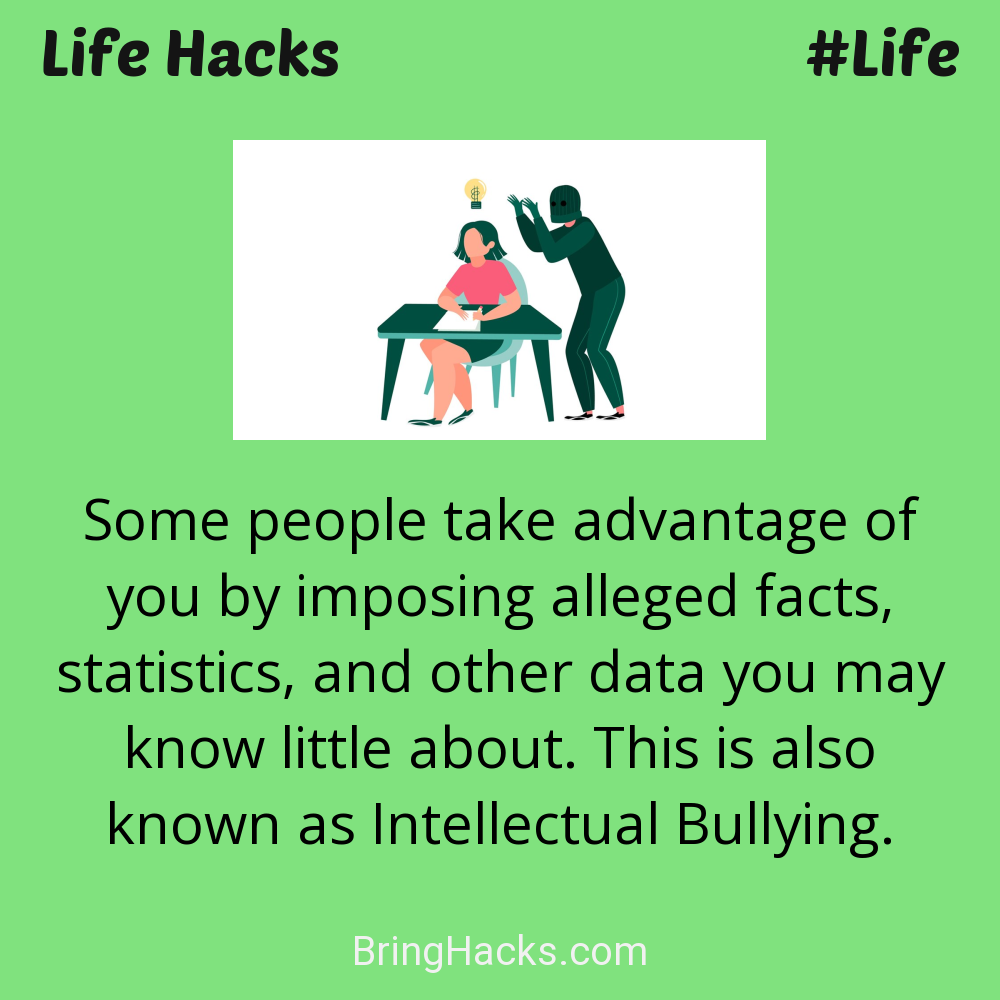 Life Hacks
#Life
Some people take advantage of
you by imposing alleged facts,
statistics, and other data you may
know little about. This is also
known as Intellectual Bullying.
BringHacks.com